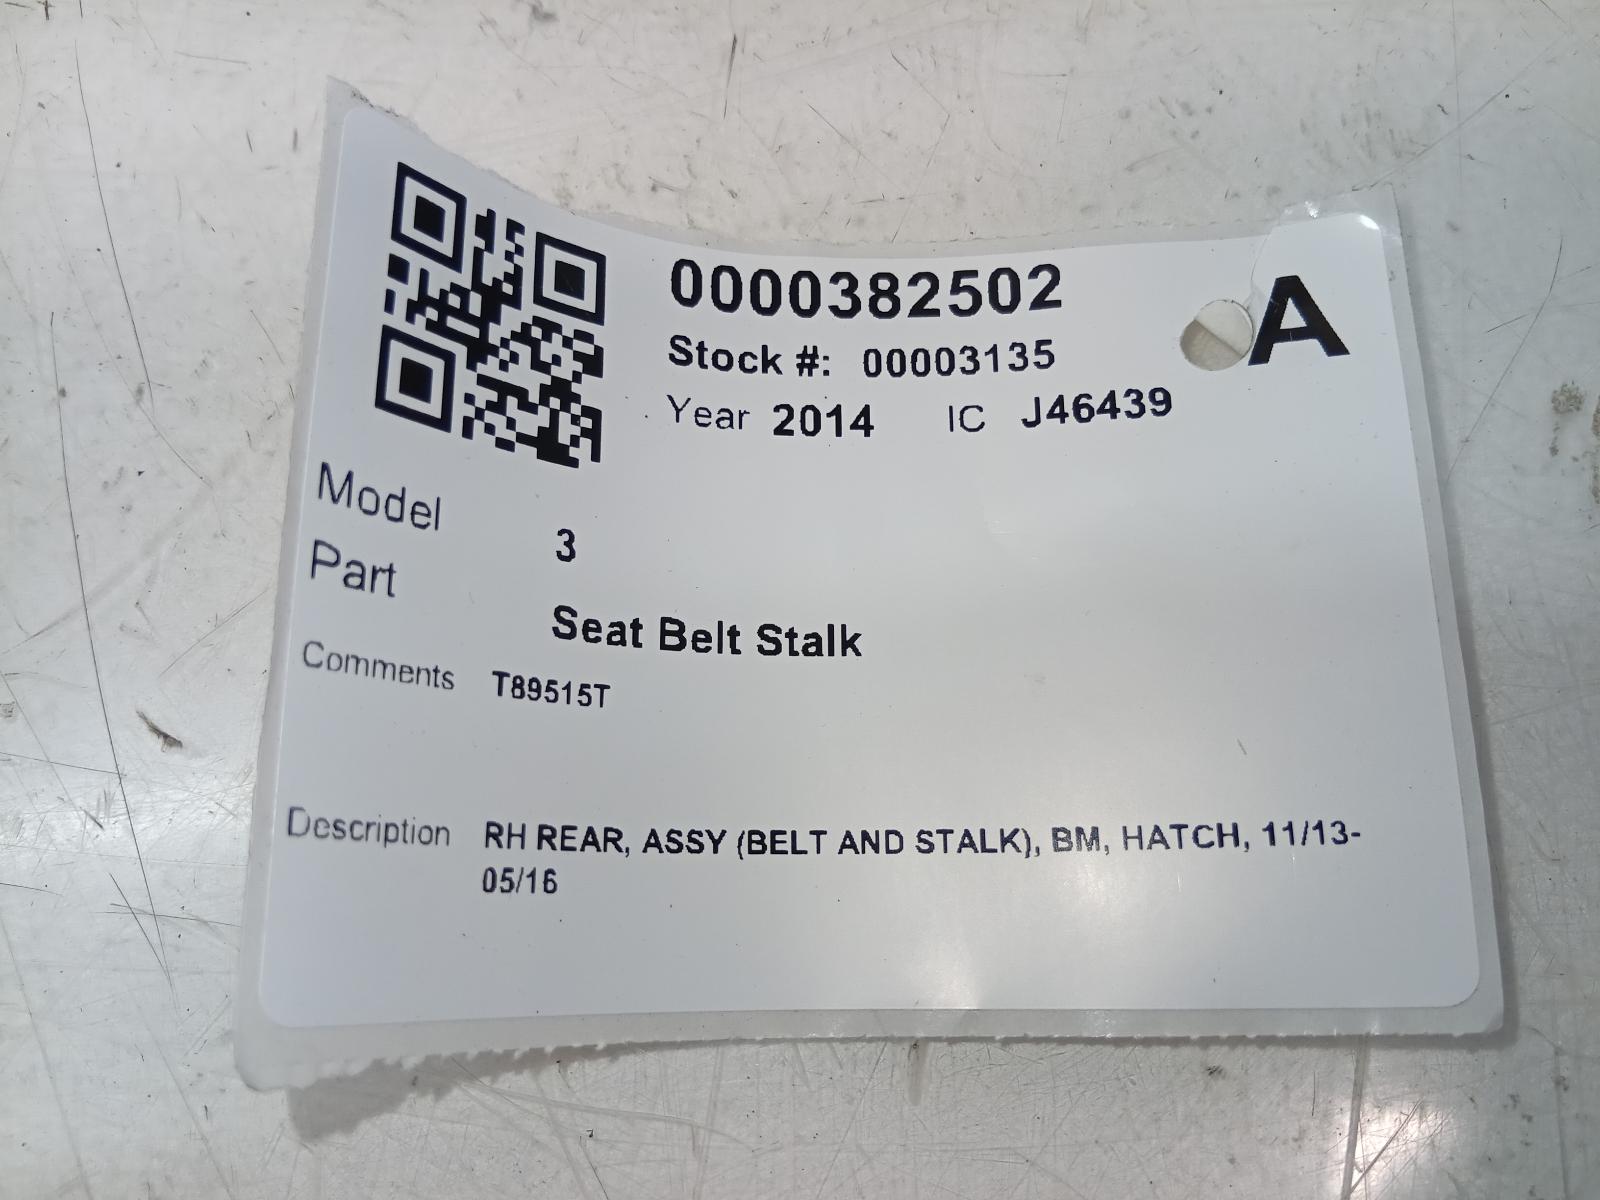 0000382502
A
Stock #: 00003135
Year 2014 IC J46439
Model 3
Part Seat Belt Stalk
Comments T89515T
Description RH REAR, ASSY (BELT AND STALK), BM, HATCH, 11/13-
05/16